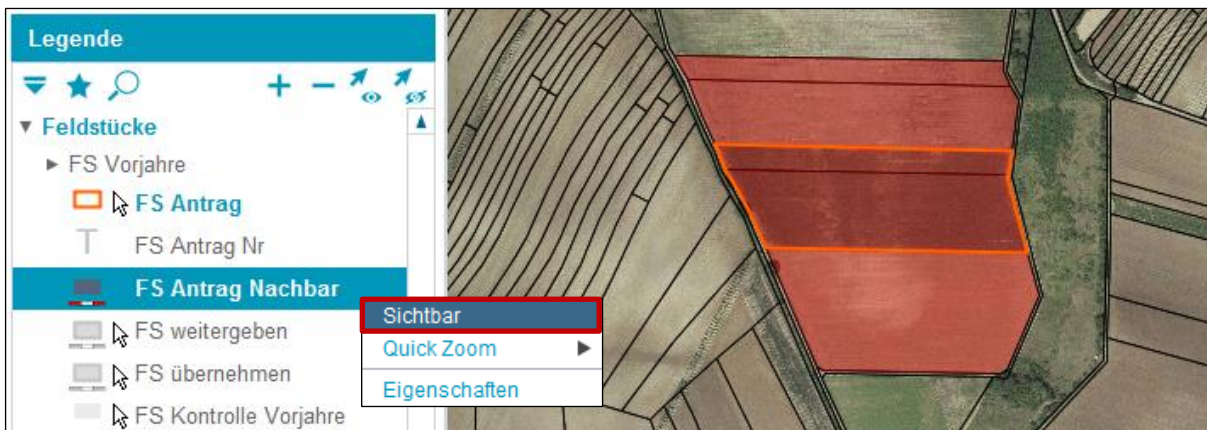 Legende
Feldstücke
FS Vorjahre
FS Antrag
FS Antrag Nr
FS Antrag Nachbar
FS weitergeben
FS übernehmen
FS Kontrolle Vorjahre
Sichtbar
Quick Zoom
Eigenschaften